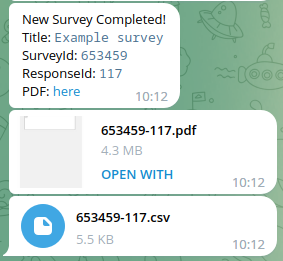 New Survey Completed!
Title: Example survey
SurveyId: 653459
ResponseId: 117
PDF: here
10:12
653459-117.pdf
4.3 MB
OPEN WITH
10:12
653459-117.csv
5.5 KB
10:12